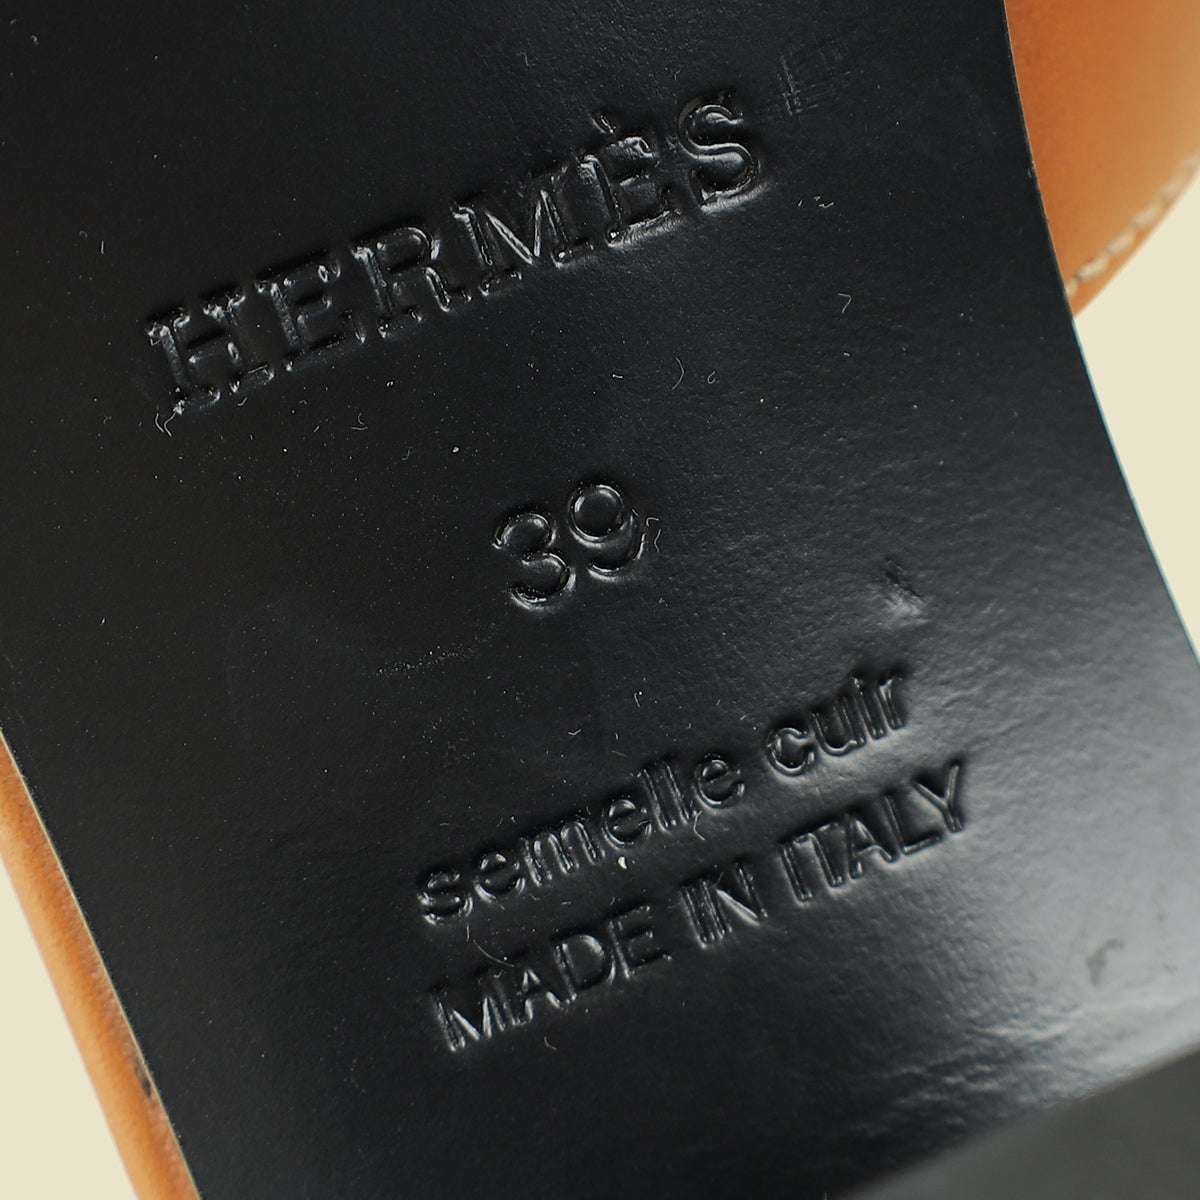 HERMÈS
39
semelle cuir
MADE IN ITALY